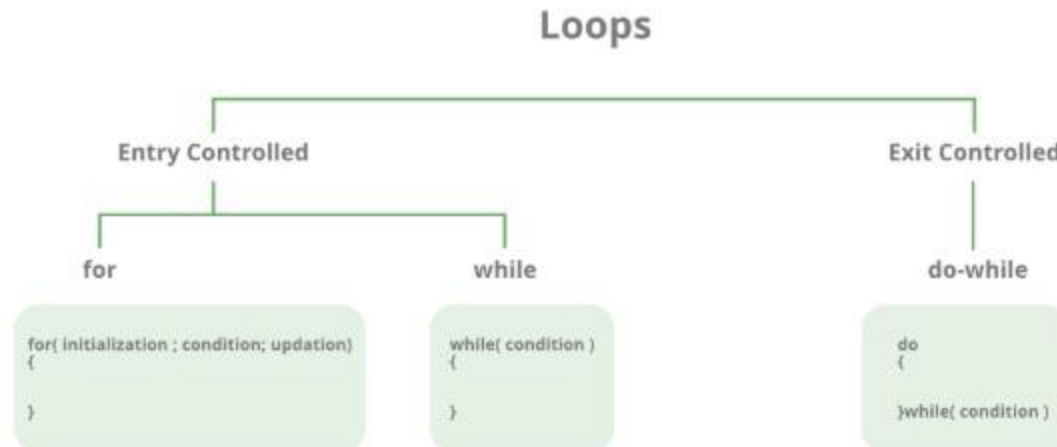 Loops
Entry Controlled
Exit Controlled
for
while
do-while
for( initialization ; condition; updation)
{
}
while( condition )
{
}
do
{
}while( condition )